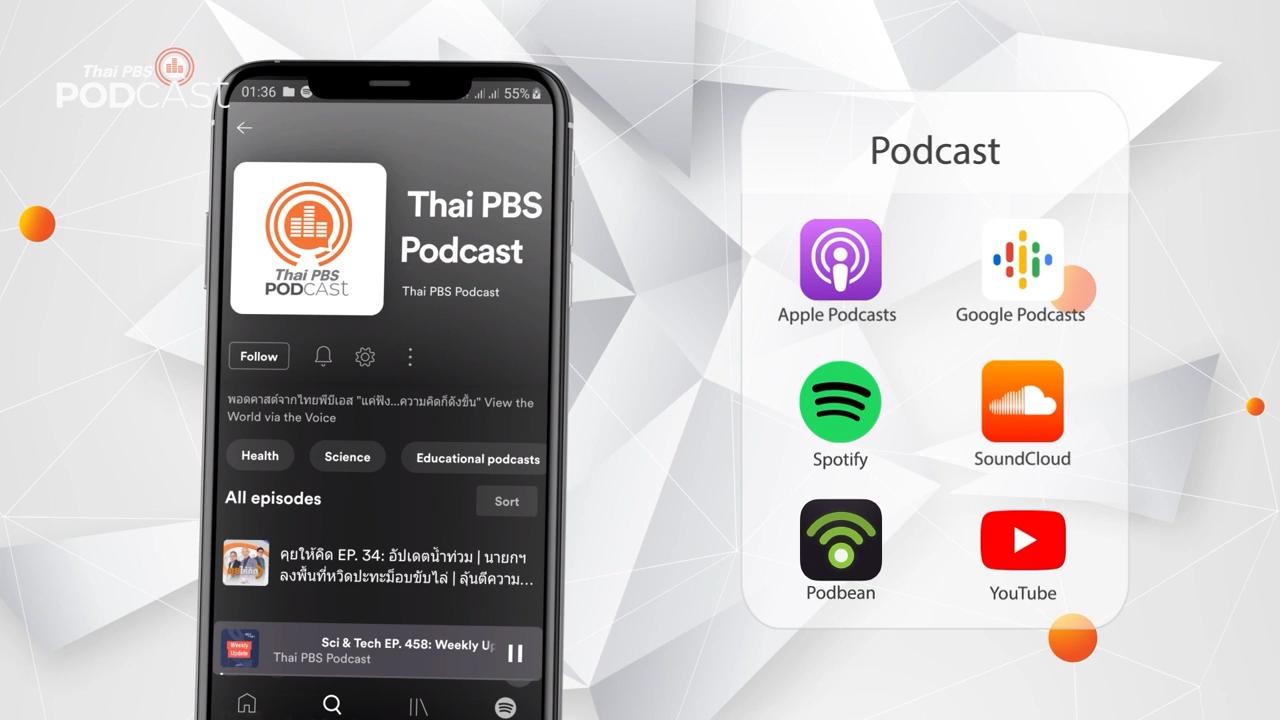 Thai PBS
PODCAST
01:36
55%
Thai PBS
PODCAST
Thai PBS
Podcast
Thai PBS Podcast
Follow
พอดคาสต์จากไทยพีบีเอส "แค่ฟัง...ความคิดก็ดังขึ้น" View the
World via the Voice
Health
Science
Educational podcasts
All episodes
Sort
คุยให้คิด EP. 34: อัปเดตน้ำท่วม | นายกฯ
ลงพื้นที่หวิดปะทะม็อบขับไล่ | ลุ้นตีความ...
Weekly
Update
Sci & Tech EP. 458: Weekly Up
Thai PBS Podcast
Podcast
Apple Podcasts
Google Podcasts
Spotify
SoundCloud
Podbean
YouTube